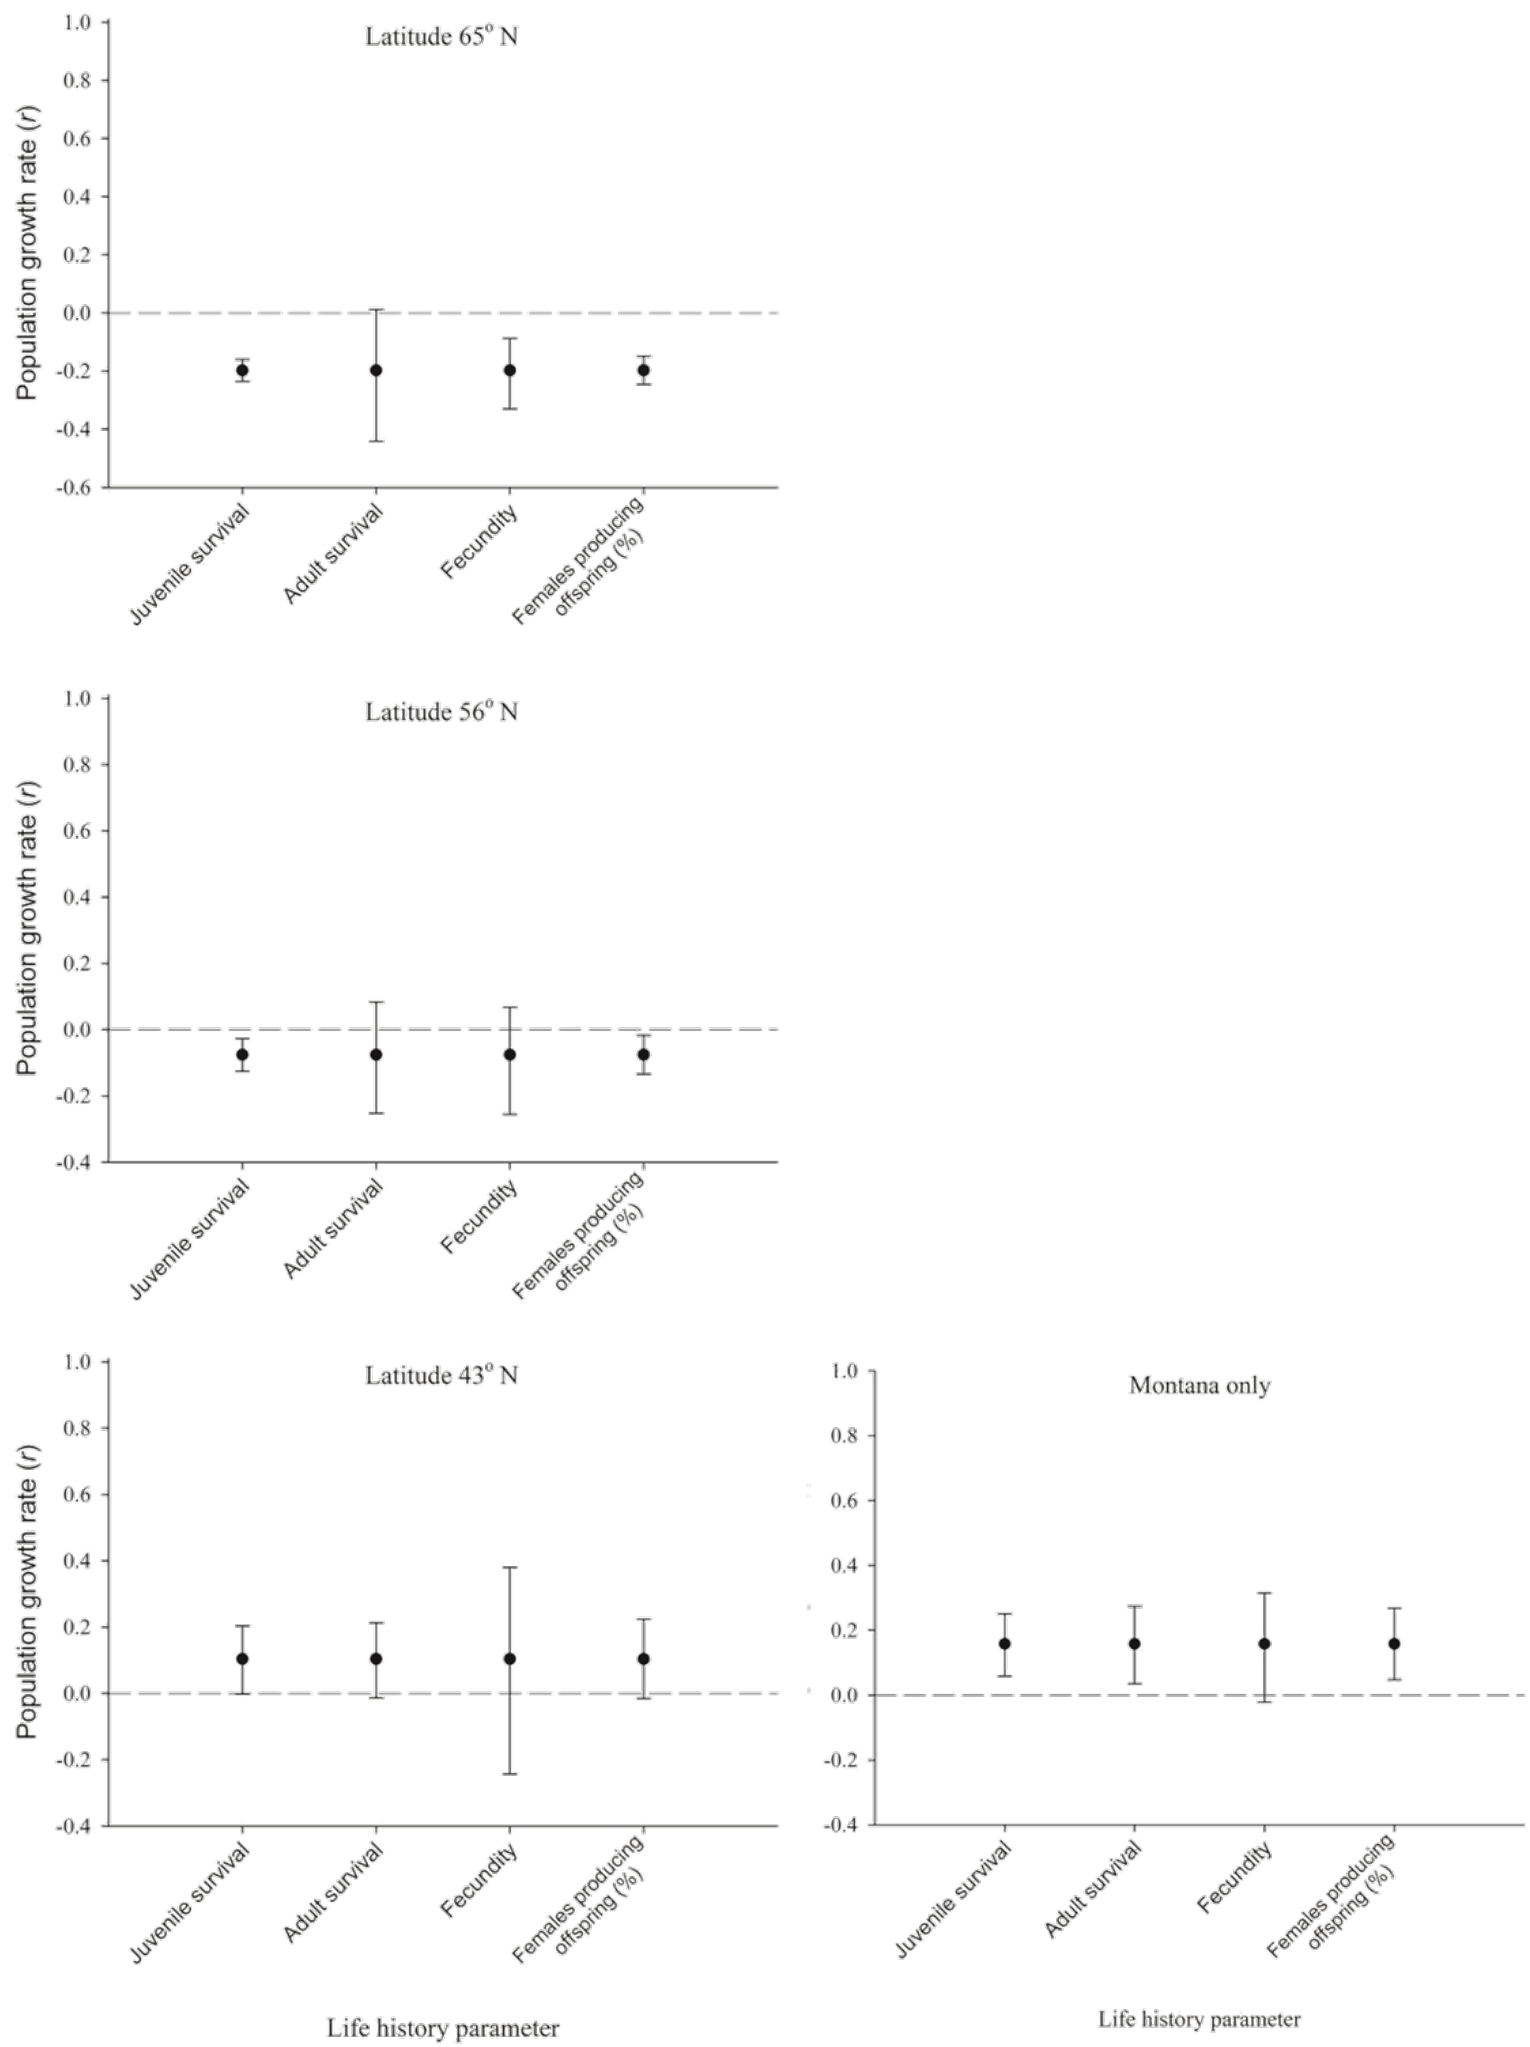 Latitude 65° N
Population growth rate (r)
1.0
0.8
0.6
0.4
0.2
0.0
-0.2
-0.4
-0.6
Juvenile survival
Adult survival
Fecundity
Females producing
offspring (%)
Latitude 56° N
Population growth rate (r)
1.0
0.8
0.6
0.4
0.2
0.0
-0.2
-0.4
Juvenile survival
Adult survival
Fecundity
Females producing
offspring (%)
Latitude 43° N
Population growth rate (r)
1.0
0.8
0.6
0.4
0.2
0.0
-0.2
-0.4
Juvenile survival
Adult survival
Fecundity
Females producing
offspring (%)
Life history parameter
Montana only
1.0
0.8
0.6
0.4
0.2
0.0
-0.2
-0.4
Juvenile survival
Adult survival
Fecundity
Females producing
offspring (%)
Life history parameter